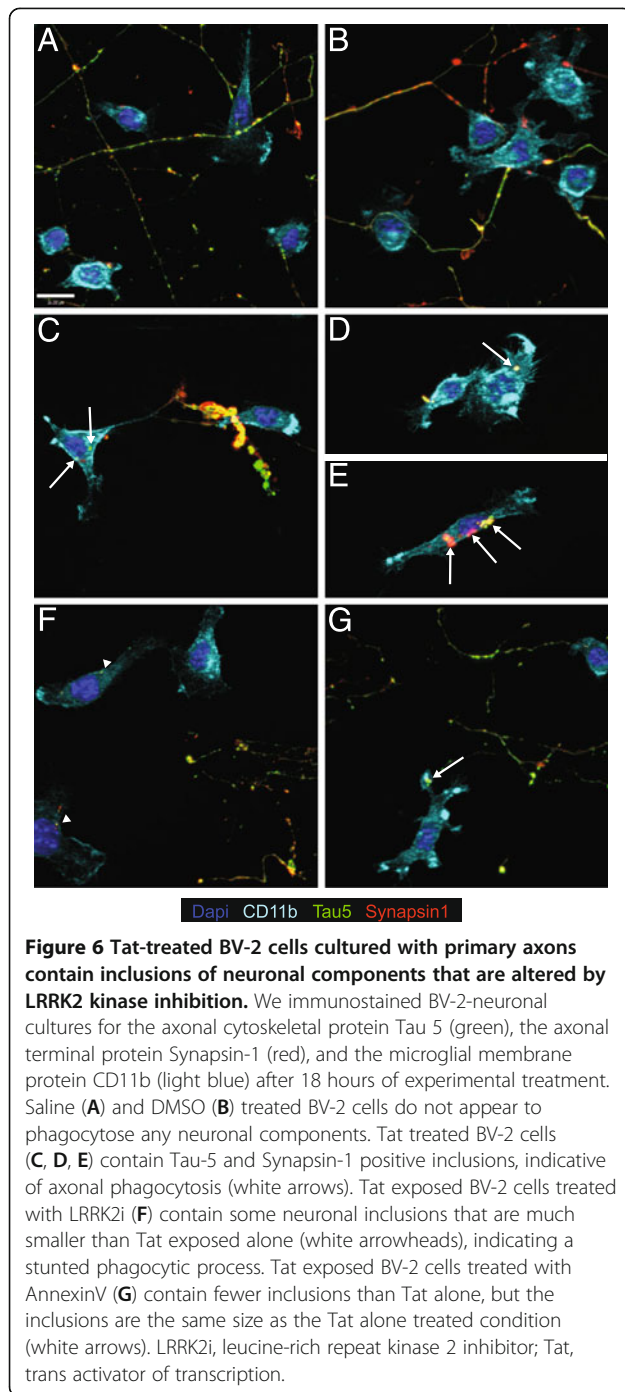 A
B
C
D
E
F
G
Dapi CD11b Tau5 Synapsin1
Figure 6 Tat-treated BV-2 cells cultured with primary axons
contain inclusions of neuronal components that are altered by
LRRK2 kinase inhibition. We immunostained BV-2-neuronal
cultures for the axonal cytoskeletal protein Tau 5 (green), the axonal
terminal protein Synapsin-1 (red), and the microglial membrane
protein CD11b (light blue) after 18 hours of experimental treatment.
Saline (A) and DMSO (B) treated BV-2 cells do not appear to
phagocytose any neuronal components. Tat treated BV-2 cells
(C, D, E) contain Tau-5 and Synapsin-1 positive inclusions, indicative
of axonal phagocytosis (white arrows). Tat exposed BV-2 cells treated
with LRRK2i (F) contain some neuronal inclusions that are much
smaller than Tat exposed alone (white arrowheads), indicating a
stunted phagocytic process. Tat exposed BV-2 cells treated with
AnnexinV (G) contain fewer inclusions than Tat alone, but the
inclusions are the same size as the Tat alone treated condition
(white arrows). LRRK2i, leucine-rich repeat kinase 2 inhibitor; Tat,
trans activator of transcription.